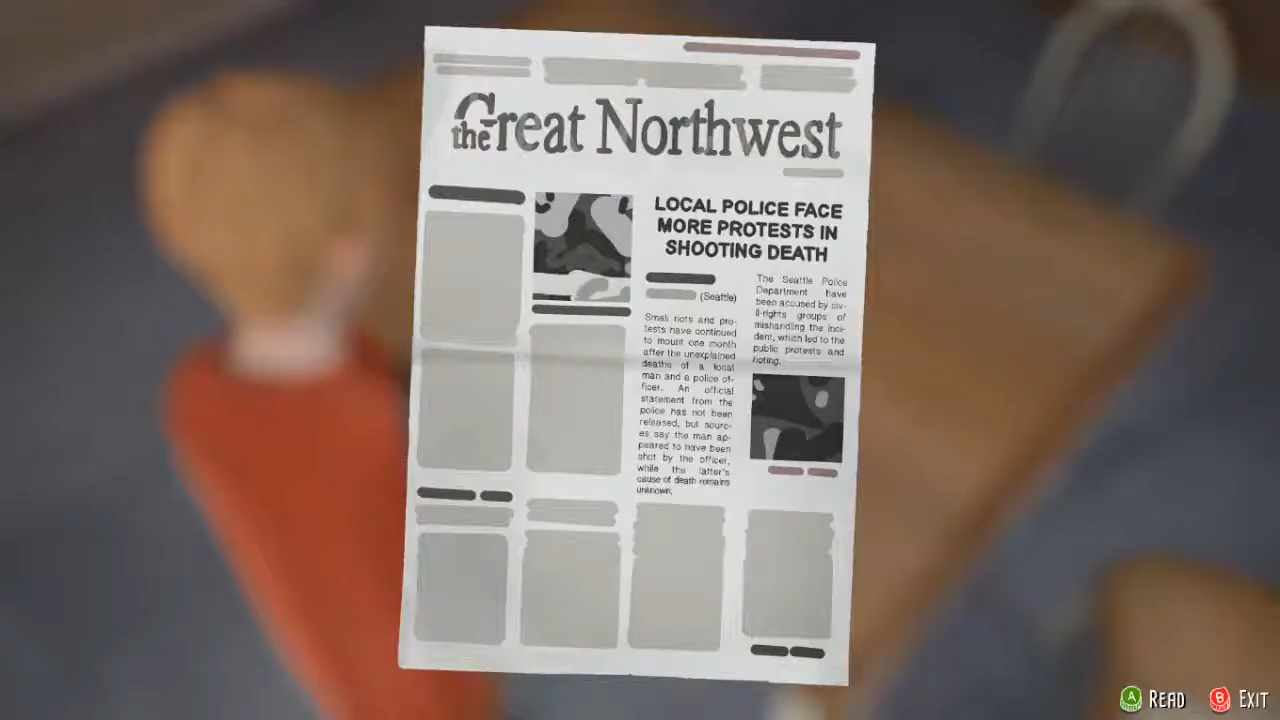 the Great Northwest
LOCAL POLICE FACE
MORE PROTESTS IN
SHOOTING DEATH
(Seattle)
Small riots and pro-
tests have continued
to mount one month
after the unexplained
deaths of a local
man and a police of-
ficer. An official
statement from the
police has not been
released, but sourc-
es say the man ap-
peared to have been
shot by the officer,
while the latter's
cause of death remains
unknown.
The Seattle Police
Department have
been accused by civ-
il-rights groups of
mishandling the inci-
dent, which led to the
public protests and
rioting.
A READ
B EXIT